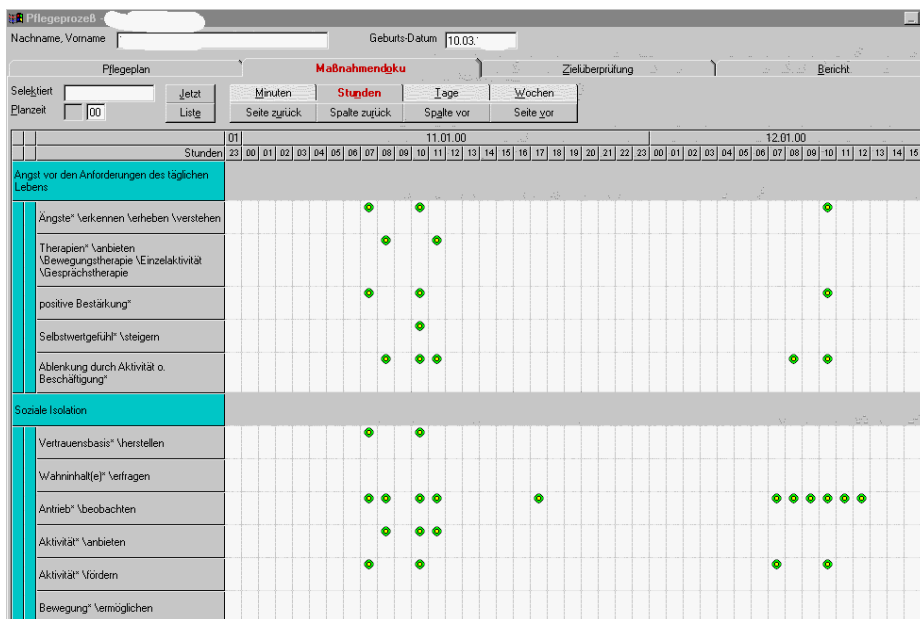 Pflegeprozeß -
Nachname, Vorname Geburts-Datum 10.03.
Pflegeplan Maßnahmendoku Zielüberprüfung Bericht
Selektiert Jetzt Minuten Stunden Tage Wochen
Planzeit 00 Liste Seite zurück Spalte zurück Spalte vor Seite vor
01 11.01.00 12.01.00
Stunden 23 00 01 02 03 04 05 06 07 08 09 10 11 12 13 14 15 16 17 18 19 20 21 22 23 00 01 02 03 04 05 06 07 08 09 10 11 12 13 14 15
Angst vor den Anforderungen des täglichen
Lebens
Ängste* \erkennen \erheben \verstehen
Therapien* \anbieten
\Bewegungstherapie \Einzelaktivität
\Gesprächstherapie
positive Bestärkung*
Selbstwertgefühl* \steigern
Ablenkung durch Aktivität o.
Beschäftigung*
Soziale Isolation
Vertrauensbasis* \herstellen
Wahninhalt(e)* \erfragen
Antrieb* \beobachten
Aktivität* \anbieten
Aktivität* \fördern
Bewegung* \ermöglichen